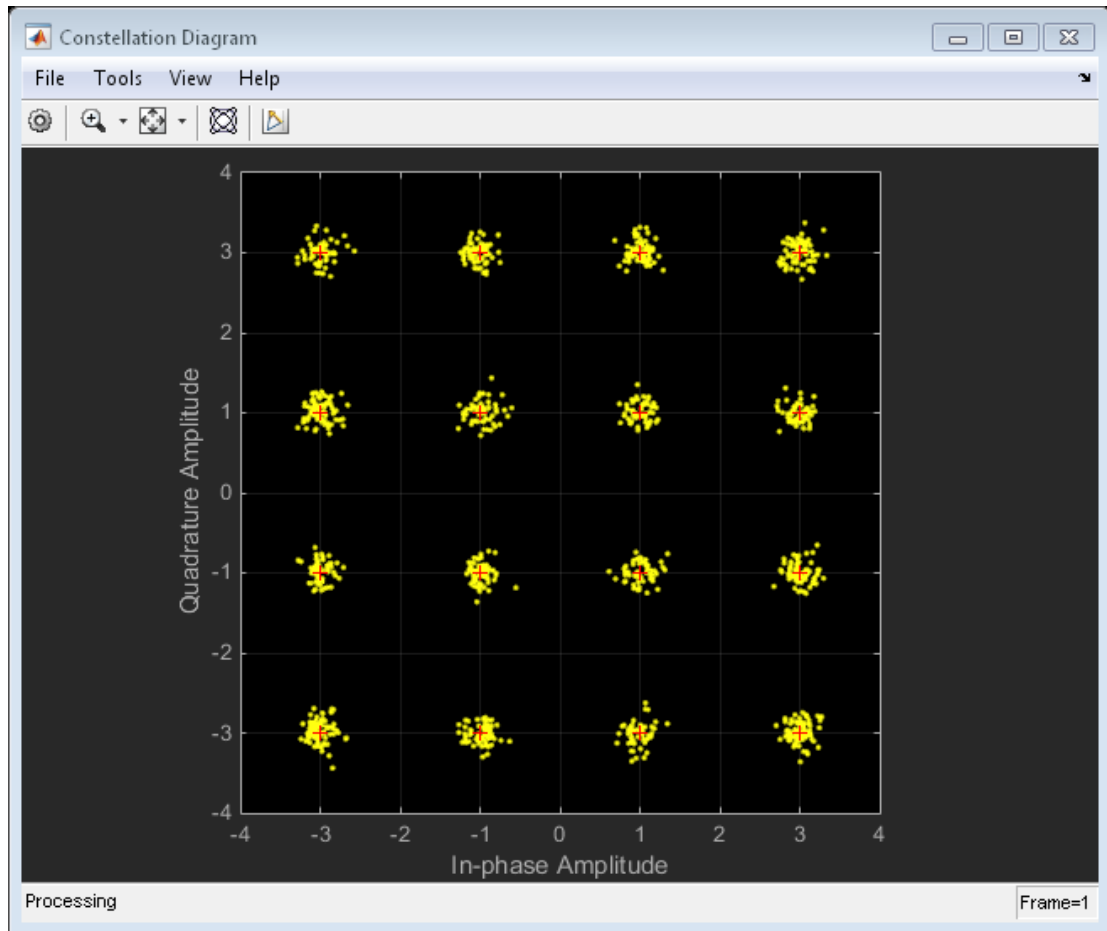 Constellation Diagram
File Tools View Help
4
3
2
1
0
-1
-2
-3
-4
Quadrature Amplitude
-4 -3 -2 -1 0 1 2 3 4
In-phase Amplitude
Processing
Frame=1